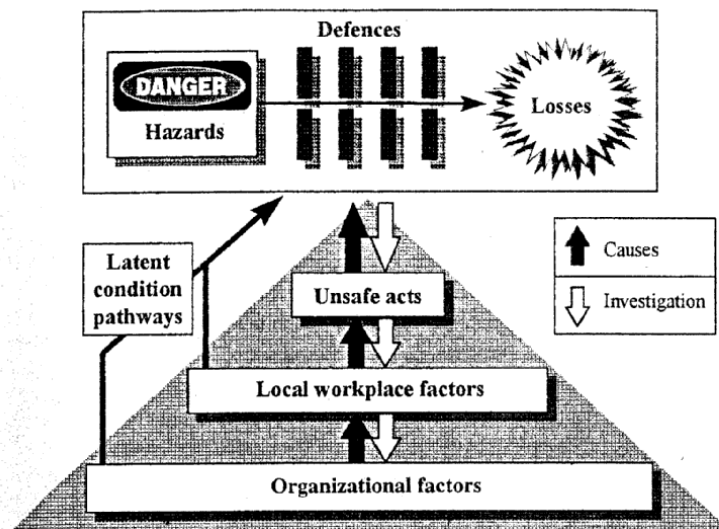 Defences
DANGER
Hazards
Losses
Latent
condition
pathways
Causes
Investigation
Unsafe acts
Local workplace factors
Organizational factors